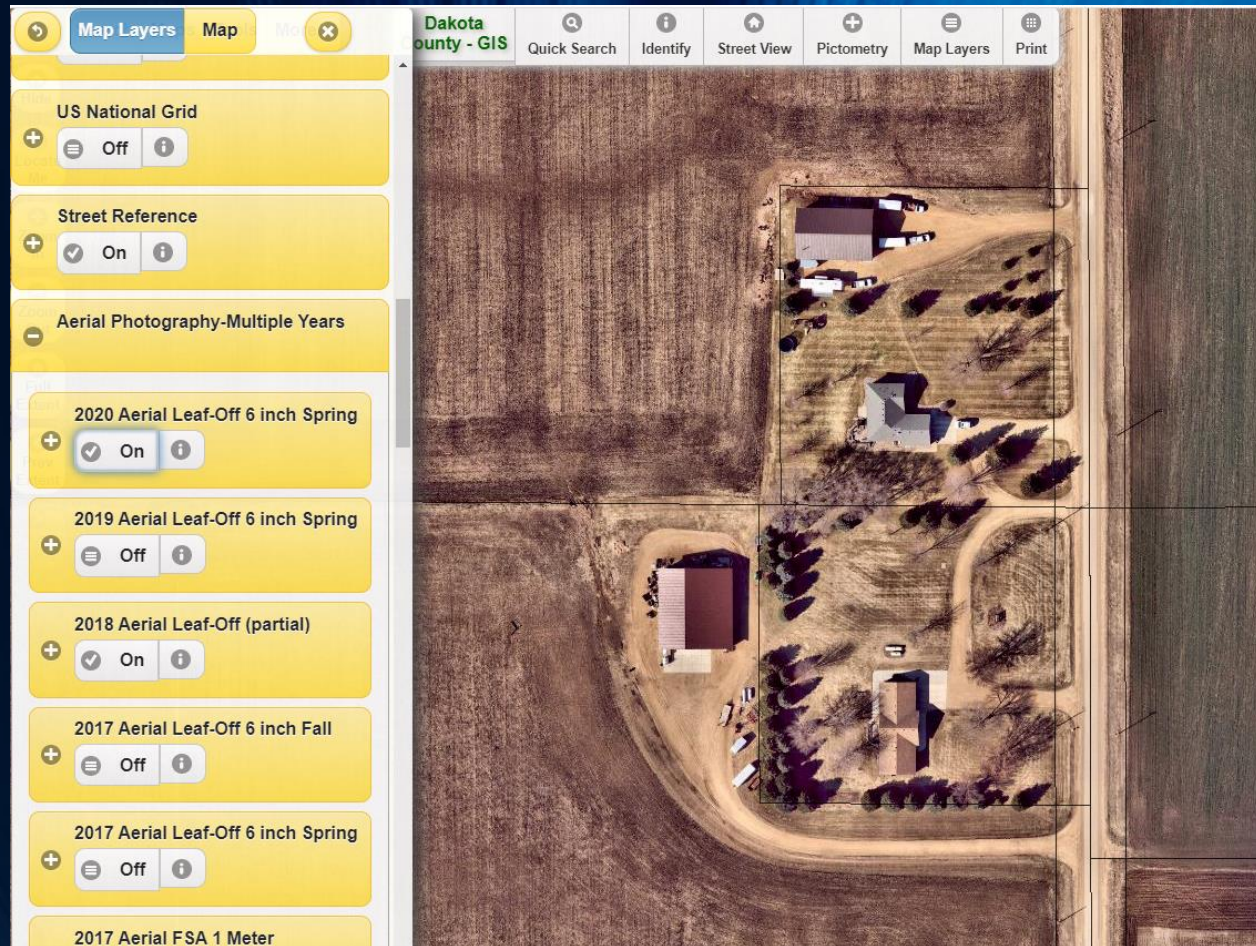 Map Layers
Map
More
Dakota
ounty - GIS
Quick Search
Identify
Street View
Pictometry
Map Layers
Print
US National Grid
Off
Street Reference
On
Aerial Photography-Multiple Years
2020 Aerial Leaf-Off 6 inch Spring
On
2019 Aerial Leaf-Off 6 inch Spring
Off
2018 Aerial Leaf-Off (partial)
On
2017 Aerial Leaf-Off 6 inch Fall
Off
2017 Aerial Leaf-Off 6 inch Spring
Off
2017 Aerial FSA 1 Meter